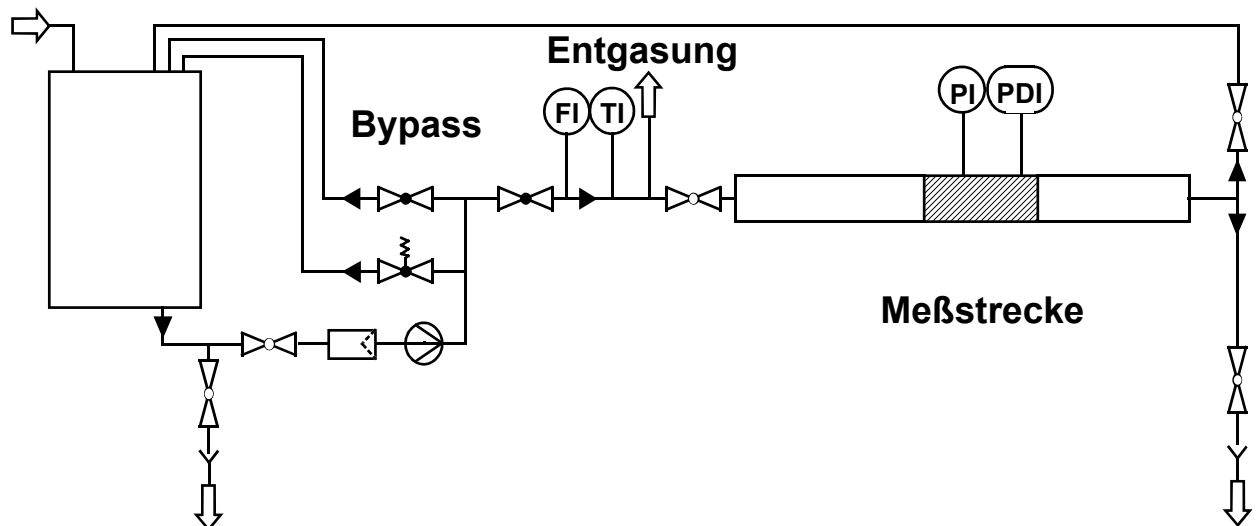 Entgasung
Bypass
FI
TI
PI
PDI
Meßstrecke